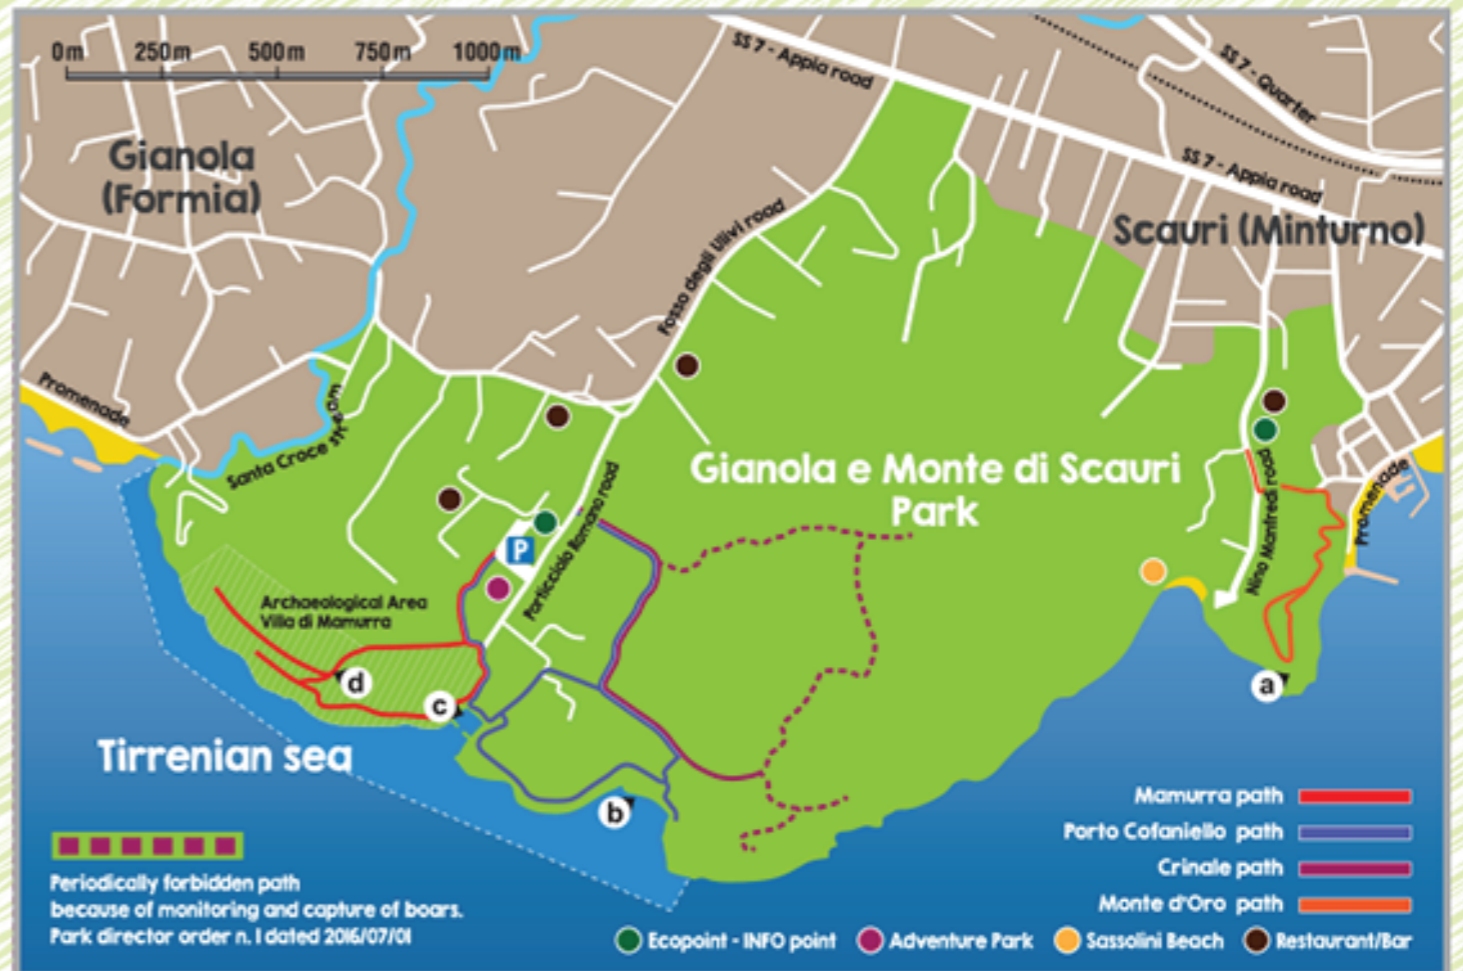 0m 250m 500m 750m 1000m
SS 7 - Appia road
SS 7 - Quarter
Gianola
(Formia)
SS 7 - Appia road
Scauri (Minturno)
Fosso degli Ulivi road
Promenade
Santa Croce stream
Gianola e Monte di Scauri
Park
Nino Manfredi road
Promenade
P
Porticciolo Romano road
Archaeological Area
Villa di Mamurra
d
c
a
b
Tirrenian sea
Mamurra path
Porto Cofaniello path
Crinale path
Monte d'Oro path
Periodically forbidden path
because of monitoring and capture of boars.
Park director order n. 1 dated 2016/07/01
Ecopoint - INFO point
Adventure Park
Sassolini Beach
Restaurant/Bar